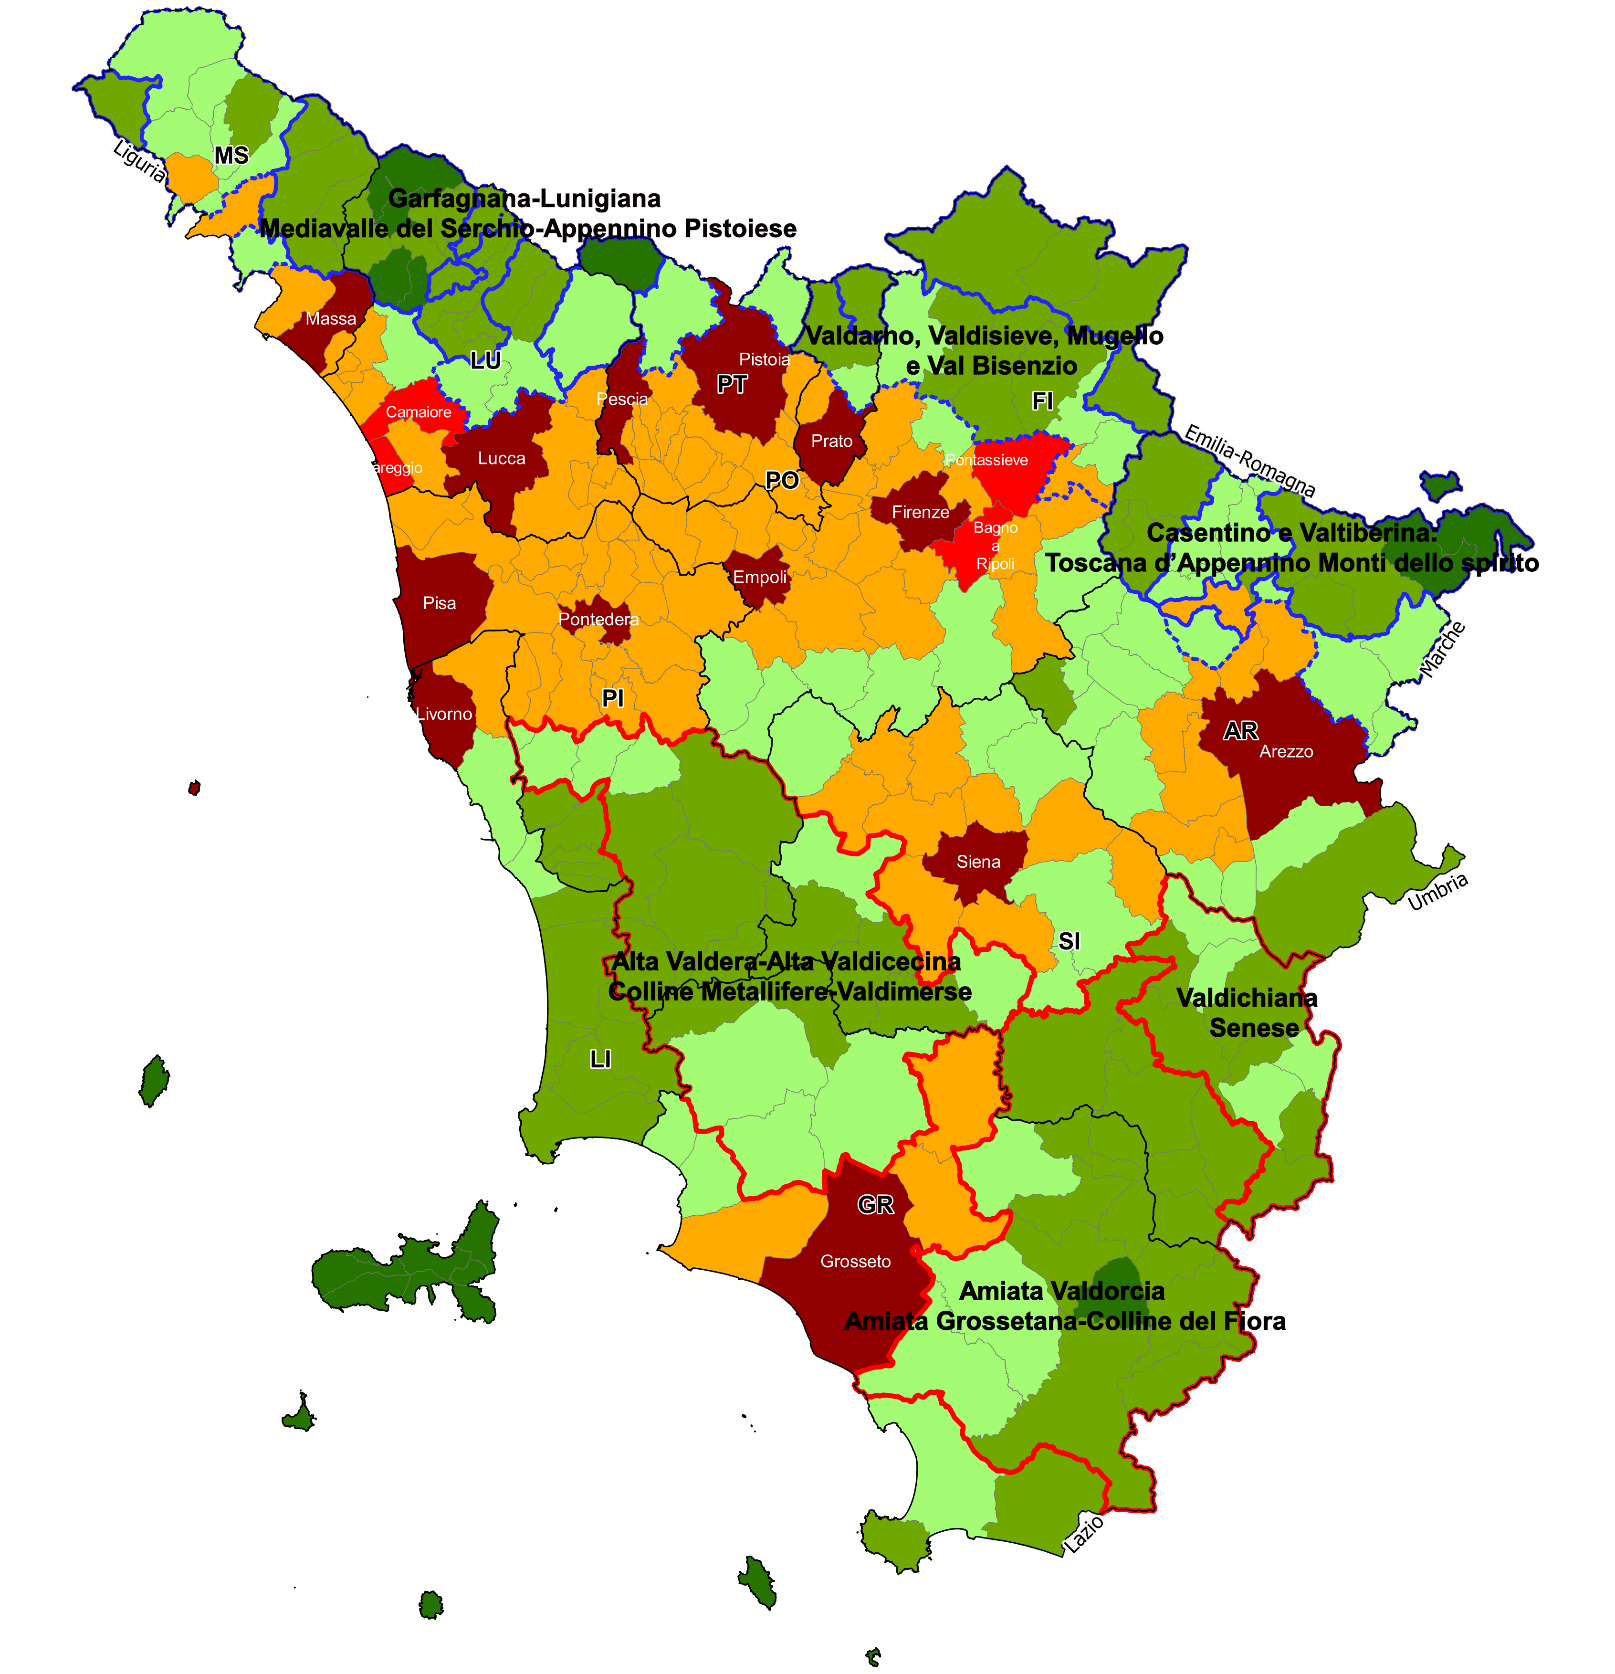 Liguria
MS
Garfagnana-Lunigiana
Mediavalle del Serchio-Appennino Pistoiese
Massa
LU
Pistoia
PT
Valdarno, Valdisieve, Mugello
e Val Bisenzio
FI
Pescia
Camaiore
Prato
Emilia-Romagna
Lucca
areggio
PO
Pontassieve
Firenze
Bagno
a
Ripoli
Casentino e Valtiberina:
Toscana d'Appennino Monti dello spirito
Empoli
Pisa
Pontedera
Marche
PI
Livorno
AR
Arezzo
Siena
Umbria
SI
Alta Valdera-Alta Valdicecina
Colline Metallifere-Valdimerse
Valdichiana
Senese
LI
GR
Grosseto
Amiata Valdorcia
Amiata Grossetana-Colline del Fiora
Lazio